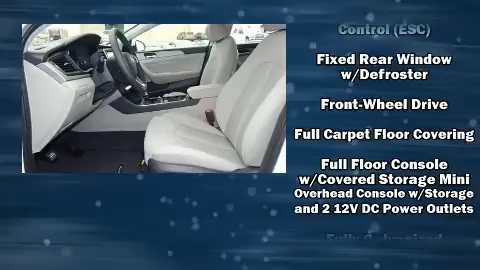 Control (ESC)
Fixed Rear Window
w/Defroster
Front-Wheel Drive
Full Carpet Floor Covering
Full Floor Console
w/Covered Storage Mini
Overhead Console w/Storage
and 2 12V DC Power Outlets